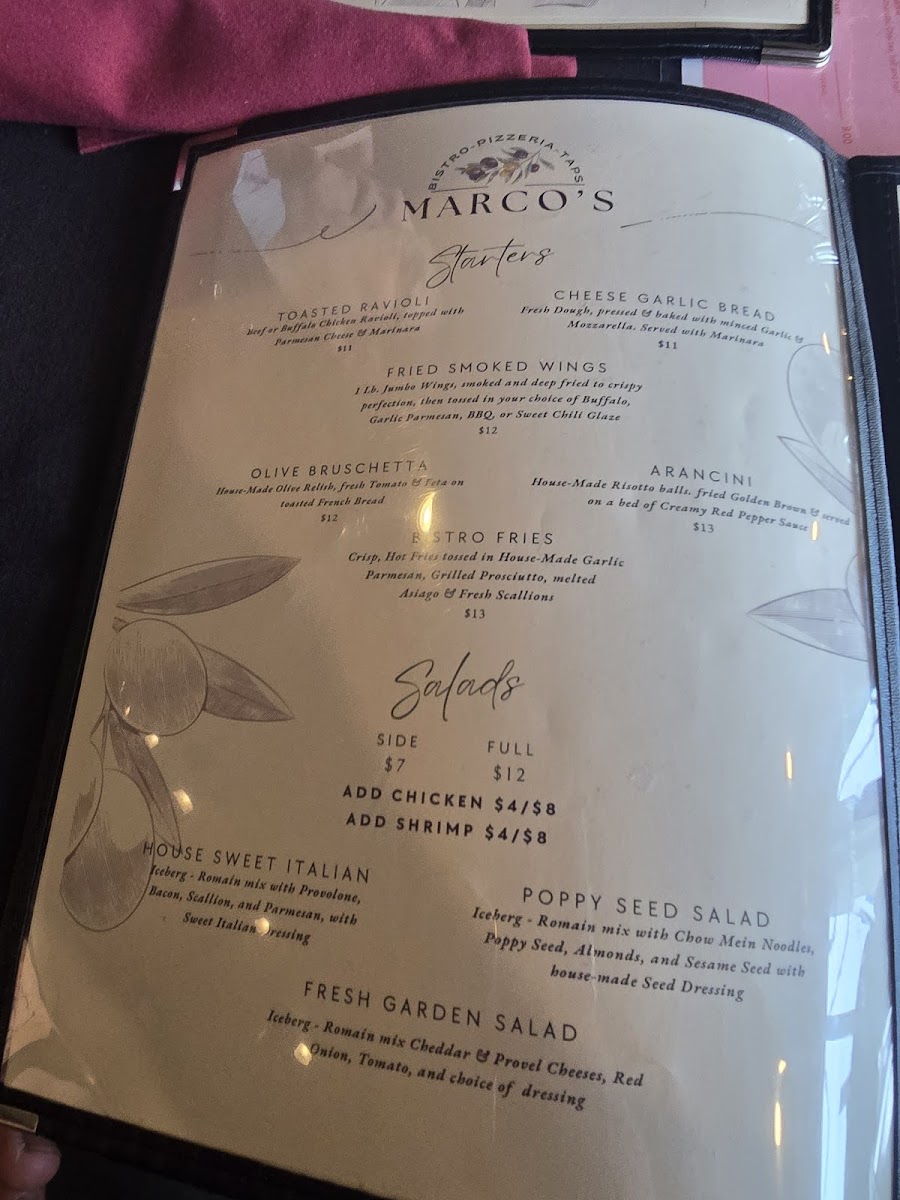 BISTRO-PIZZERIA-TAPS
MARCO'S
Starters
TOASTED RAVIOLI
Beef or Buffalo Chicken Ravioli, topped with
Parmesan Cheese & Marinara
$11
CHEESE GARLIC BREAD
Fresh Dough, pressed & baked with minced Garlic &
Mozzarella. Served with Marinara
$11
FRIED SMOKED WINGS
1 Lb. Jumbo Wings, smoked and deep fried to crispy
perfection, then tossed in your choice of Buffalo,
Garlic Parmesan, BBQ, or Sweet Chili Glaze
$12
OLIVE BRUSCHETTA
House-Made Olive Relish, fresh Tomato & Feta on
toasted French Bread
$12
ARANCINI
House-Made Risotto balls, fried Golden Brown & served
on a bed of Creamy Red Pepper Sauce
$13
BISTRO FRIES
Crisp, Hot Fries tossed in House-Made Garlic
Parmesan, Grilled Prosciutto, melted
Asiago & Fresh Scallions
$13
Salads
SIDE FULL
$7 $12
ADD CHICKEN $4/$8
ADD SHRIMP $4/$8
HOUSE SWEET ITALIAN
Iceberg - Romain mix with Provolone,
Bacon, Scallion, and Parmesan, with
Sweet Italian Dressing
POPPY SEED SALAD
Iceberg - Romain mix with Chow Mein Noodles,
Poppy Seed, Almonds, and Sesame Seed with
house-made Seed Dressing
FRESH GARDEN SALAD
Iceberg - Romain mix Cheddar & Provel Cheeses, Red
Onion, Tomato, and choice of dressing